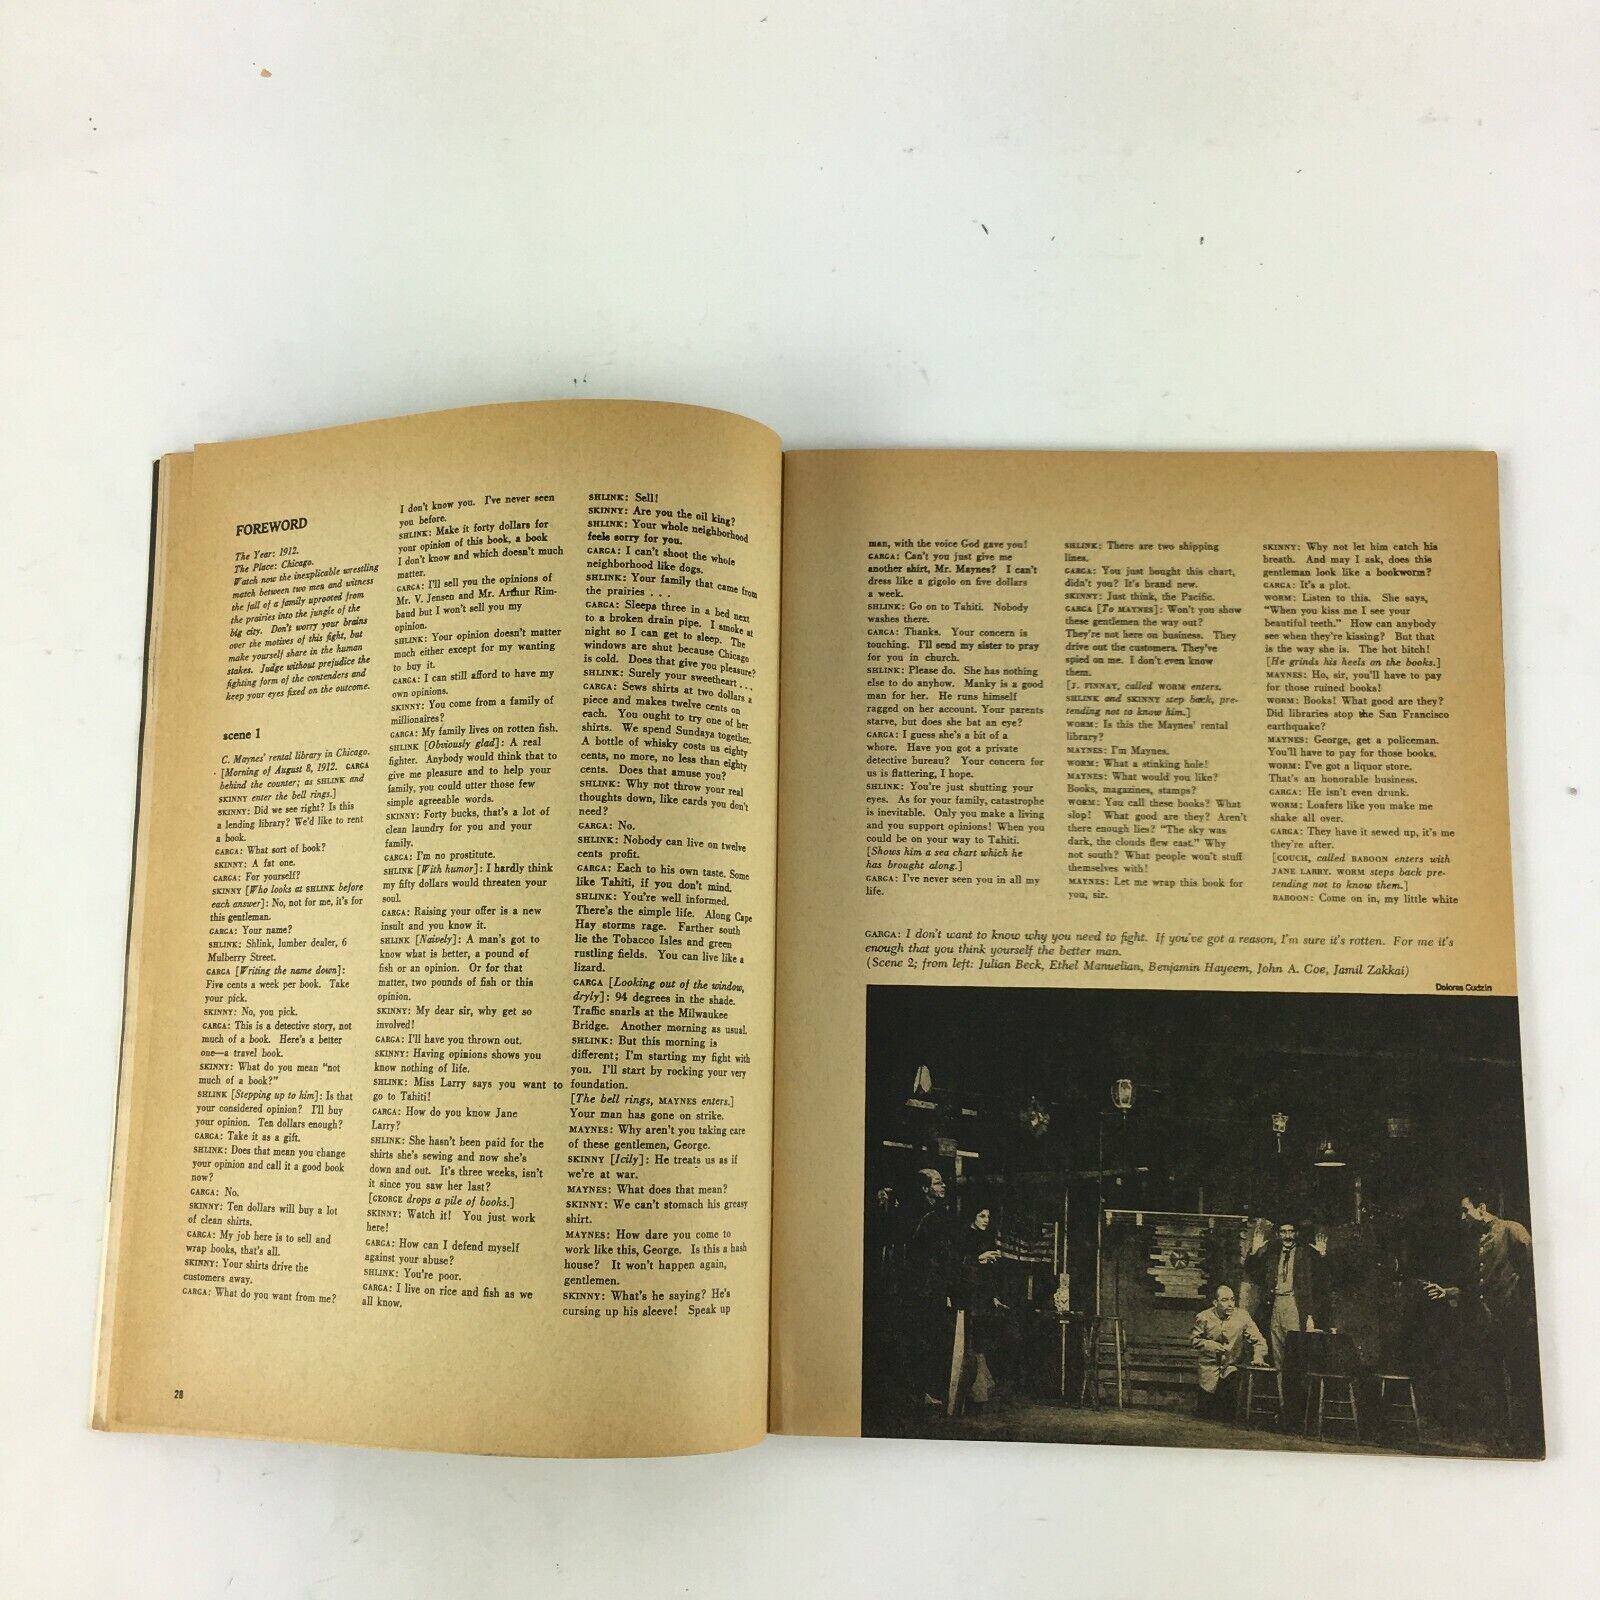 FOREWORD
The Year: 1912.
The Place: Chicago.
Watch now the inexplicable wrestling
match between two men and witness
the fall of a family uprooted from
the prairies into the jungle of the
big city. Don't worry your brains
over the motives of this fight, but
make yourself share in the human
stakes. Judge without prejudice the
fighting form of the contenders and
keep your eyes fixed on the outcome.
scene 1
C. Maynes' rental library in Chicago.
[Morning of August 8, 1912. GARGA
behind the counter; as SHLINK and
SKINNY enter the bell rings.]
SKINNY: Did we see right? Is this
a lending library? We'd like to rent
a book.
GARGA: What sort of book?
SKINNY: A fat one.
GARGA: For yourself?
SKINNY [Who looks at SHLINK before
each answer]: No, not for me, it's for
this gentleman.
GARGA: Your name?
SHLINK: Shlink, lumber dealer, 6
Mulberry Street.
GARGA [Writing the name down]:
Five cents a week per book. Take
your pick.
SKINNY: No, you pick.
GARGA: This is a detective story, not
much of a book. Here's a better
one—a travel book.
SKINNY: What do you mean "not
much of a book?"
SHLINK [Stepping up to him]: Is that
your considered opinion? I'll buy
your opinion. Ten dollars enough?
GARGA: Take it as a gift.
SHLINK: Does that mean you change
your opinion and call it a good book
now?
GARGA: No.
SKINNY: Ten dollars will buy a lot
of clean shirts.
GARGA: My job here is to sell and
wrap books, that's all.
SKINNY: Your shirts drive the
customers away.
GARGA: What do you want from me?
I don't know you. I've never seen
you before.
SHLINK: Make it forty dollars for
your opinion of this book, a book
I don't know and which doesn't much
matter.
GARGA: I'll sell you the opinions of
Mr. V. Jensen and Mr. Arthur Rim-
baud but I won't sell you my
opinion.
SHLINK: Your opinion doesn't matter
much either except for my wanting
to buy it.
GARGA: I can still afford to have my
own opinions.
SKINNY: You come from a family of
millionaires?
GARGA: My family lives on rotten fish.
SHLINK [Obviously glad]: A real
fighter. Anybody would think that to
give me pleasure and to help your
family, you could utter those few
simple agreeable words.
SKINNY: Forty bucks, that's a lot of
clean laundry for you and your
family.
GARGA: I'm no prostitute.
SHLINK [With humor]: I hardly think
my fifty dollars would threaten your
soul.
GARGA: Raising your offer is a new
insult and you know it.
SHLINK [Naively]: A man's got to
know what is better, a pound of
fish or an opinion. Or for that
matter, two pounds of fish or this
opinion.
SKINNY: My dear sir, why get so
involved!
GARGA: I'll have you thrown out.
SKINNY: Having opinions shows you
know nothing of life.
SHLINK: Miss Larry says you want to
go to Tahiti!
GARGA: How do you know Jane
Larry?
SHLINK: She hasn't been paid for the
shirts she's sewing and now she's
down and out. It's three weeks, isn't
it since you saw her last?
[GEORGE drops a pile of books.]
SKINNY: Watch it! You just work
here!
GARGA: How can I defend myself
against your abuse?
SHLINK: You're poor.
GARGA: I live on rice and fish as we
all know.
SHLINK: Sell!
SKINNY: Are you the oil king?
SHLINK: Your whole neighborhood
feels sorry for you.
GARGA: I can't shoot the whole
neighborhood like dogs.
SHLINK: Your family that came from
the prairies . . .
GARGA: Sleeps three in a bed next
to a broken drain pipe. I smoke at
night so I can get to sleep. The
windows are shut because Chicago
is cold. Does that give you pleasure?
SHLINK: Surely your sweetheart . . .
GARGA: Sews shirts at two dollars a
piece and makes twelve cents on
each. You ought to try one of her
shirts. We spend Sundays together.
A bottle of whisky costs us eighty
cents, no more, no less than eighty
cents. Does that amuse you?
SHLINK: Why not throw your real
thoughts down, like cards you don't
need?
GARGA: No.
SHLINK: Nobody can live on twelve
cents profit.
GARGA: Each to his own taste. Some
like Tahiti, if you don't mind.
SHLINK: You're well informed.
There's the simple life. Along Cape
Hay storms rage. Farther south
lie the Tobacco Isles and green
rustling fields. You can live like a
lizard.
GARGA [Looking out of the window,
dryly]: 94 degrees in the shade.
Traffic snarls at the Milwaukee
Bridge. Another morning as usual.
SHLINK: But this morning is
different; I'm starting my fight with
you. I'll start by rocking your very
foundation.
[The bell rings, MAYNES enters.]
Your man has gone on strike.
MAYNES: Why aren't you taking care
of these gentlemen, George.
SKINNY [Icily]: He treats us as if
we're at war.
MAYNES: What does that mean?
SKINNY: We can't stomach his greasy
shirt.
MAYNES: How dare you come to
work like this, George. Is this a hash
house? It won't happen again,
gentlemen.
SKINNY: What's he saying? He's
cursing up his sleeve! Speak up
28
man, with the voice God gave you!
GARGA: Can't you just give me
another shirt, Mr. Maynes? I can't
dress like a gigolo on five dollars
a week.
SHLINK: Go on to Tahiti. Nobody
washes there.
GARGA: Thanks. Your concern is
touching. I'll send my sister to pray
for you in church.
SHLINK: Please do. She has nothing
else to do anyhow. Manky is a good
man for her. He runs himself
ragged on her account. Your parents
starve, but does she bat an eye?
GARGA: I guess she's a bit of a
whore. Have you got a private
detective bureau? Your concern for
us is flattering, I hope.
SHLINK: You're just shutting your
eyes. As for your family, catastrophe
is inevitable. Only you make a living
and you support opinions! When you
could be on your way to Tahiti.
[Shows him a sea chart which he
has brought along.]
GARGA: I've never seen you in all my
life.
SHLINK: There are two shipping
lines.
GARGA: You just bought this chart,
didn't you? It's brand new.
SKINNY: Just think, the Pacific.
GARGA [To MAYNES]: Won't you show
these gentlemen the way out?
They're not here on business. They
drive out the customers. They've
spied on me. I don't even know
them.
[J. FINNAY, called WORM enters.
SHLINK and SKINNY step back, pre-
tending not to know him.]
WORM: Is this the Maynes' rental
library?
MAYNES: I'm Maynes.
WORM: What a stinking hole!
MAYNES: What would you like?
Books, magazines, stamps?
WORM: You call these books? What
slop! What good are they? Aren't
there enough lies? "The sky was
dark, the clouds flew east." Why
not south? What people won't stuff
themselves with!
MAYNES: Let me wrap this book for
you, sir.
SKINNY: Why not let him catch his
breath. And may I ask, does this
gentleman look like a bookworm?
GARGA: It's a plot.
WORM: Listen to this. She says,
"When you kiss me I see your
beautiful teeth." How can anybody
see when they're kissing? But that
is the way she is. The hot bitch!
[He grinds his heels on the books.]
MAYNES: Ho, sir, you'll have to pay
for those ruined books!
WORM: Books! What good are they?
Did libraries stop the San Francisco
earthquake?
MAYNES: George, get a policeman.
You'll have to pay for those books.
WORM: I've got a liquor store.
That's an honorable business.
GARGA: He isn't even drunk.
WORM: Loafers like you make me
shake all over.
GARGA: They have it sewed up, it's me
they're after.
[COUCH, called BABOON enters with
JANE LARRY. WORM steps back pre-
tending not to know them.]
BABOON: Come on in, my little white
GARGA: I don't want to know why you need to fight. If you've got a reason, I'm sure it's rotten. For me it's
enough that you think yourself the better man.
(Scene 2; from left: Julian Beck, Ethel Manuelian, Benjamin Hayeem, John A. Coe, Jamil Zakkai)
Dolores Gudzin